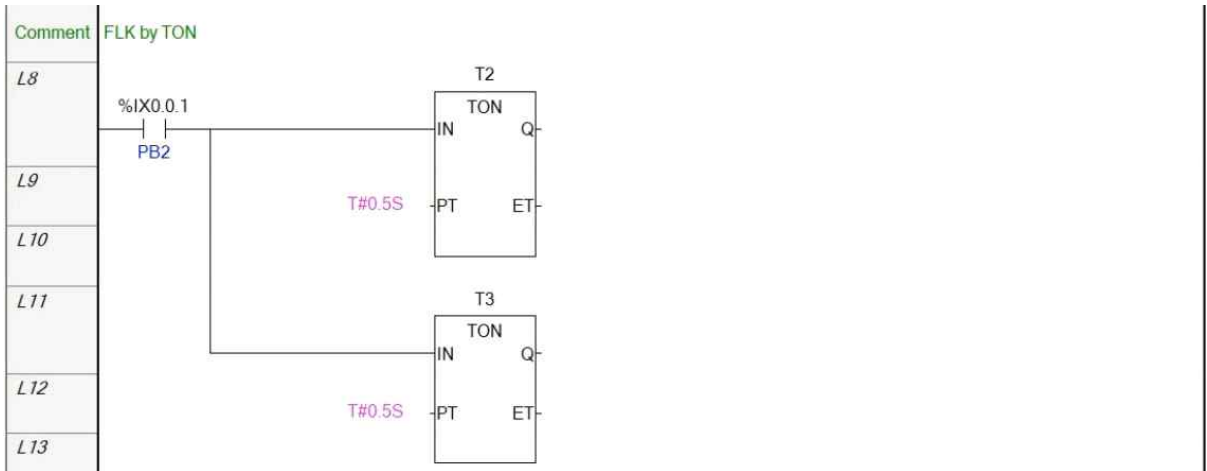 Comment FLK by TON
L8
T2
%IX0.0.1
TON
IN Q
PB2
L9
T#0.5S PT ET
L10
L11
T3
TON
IN Q
L12
T#0.5S PT ET
L13